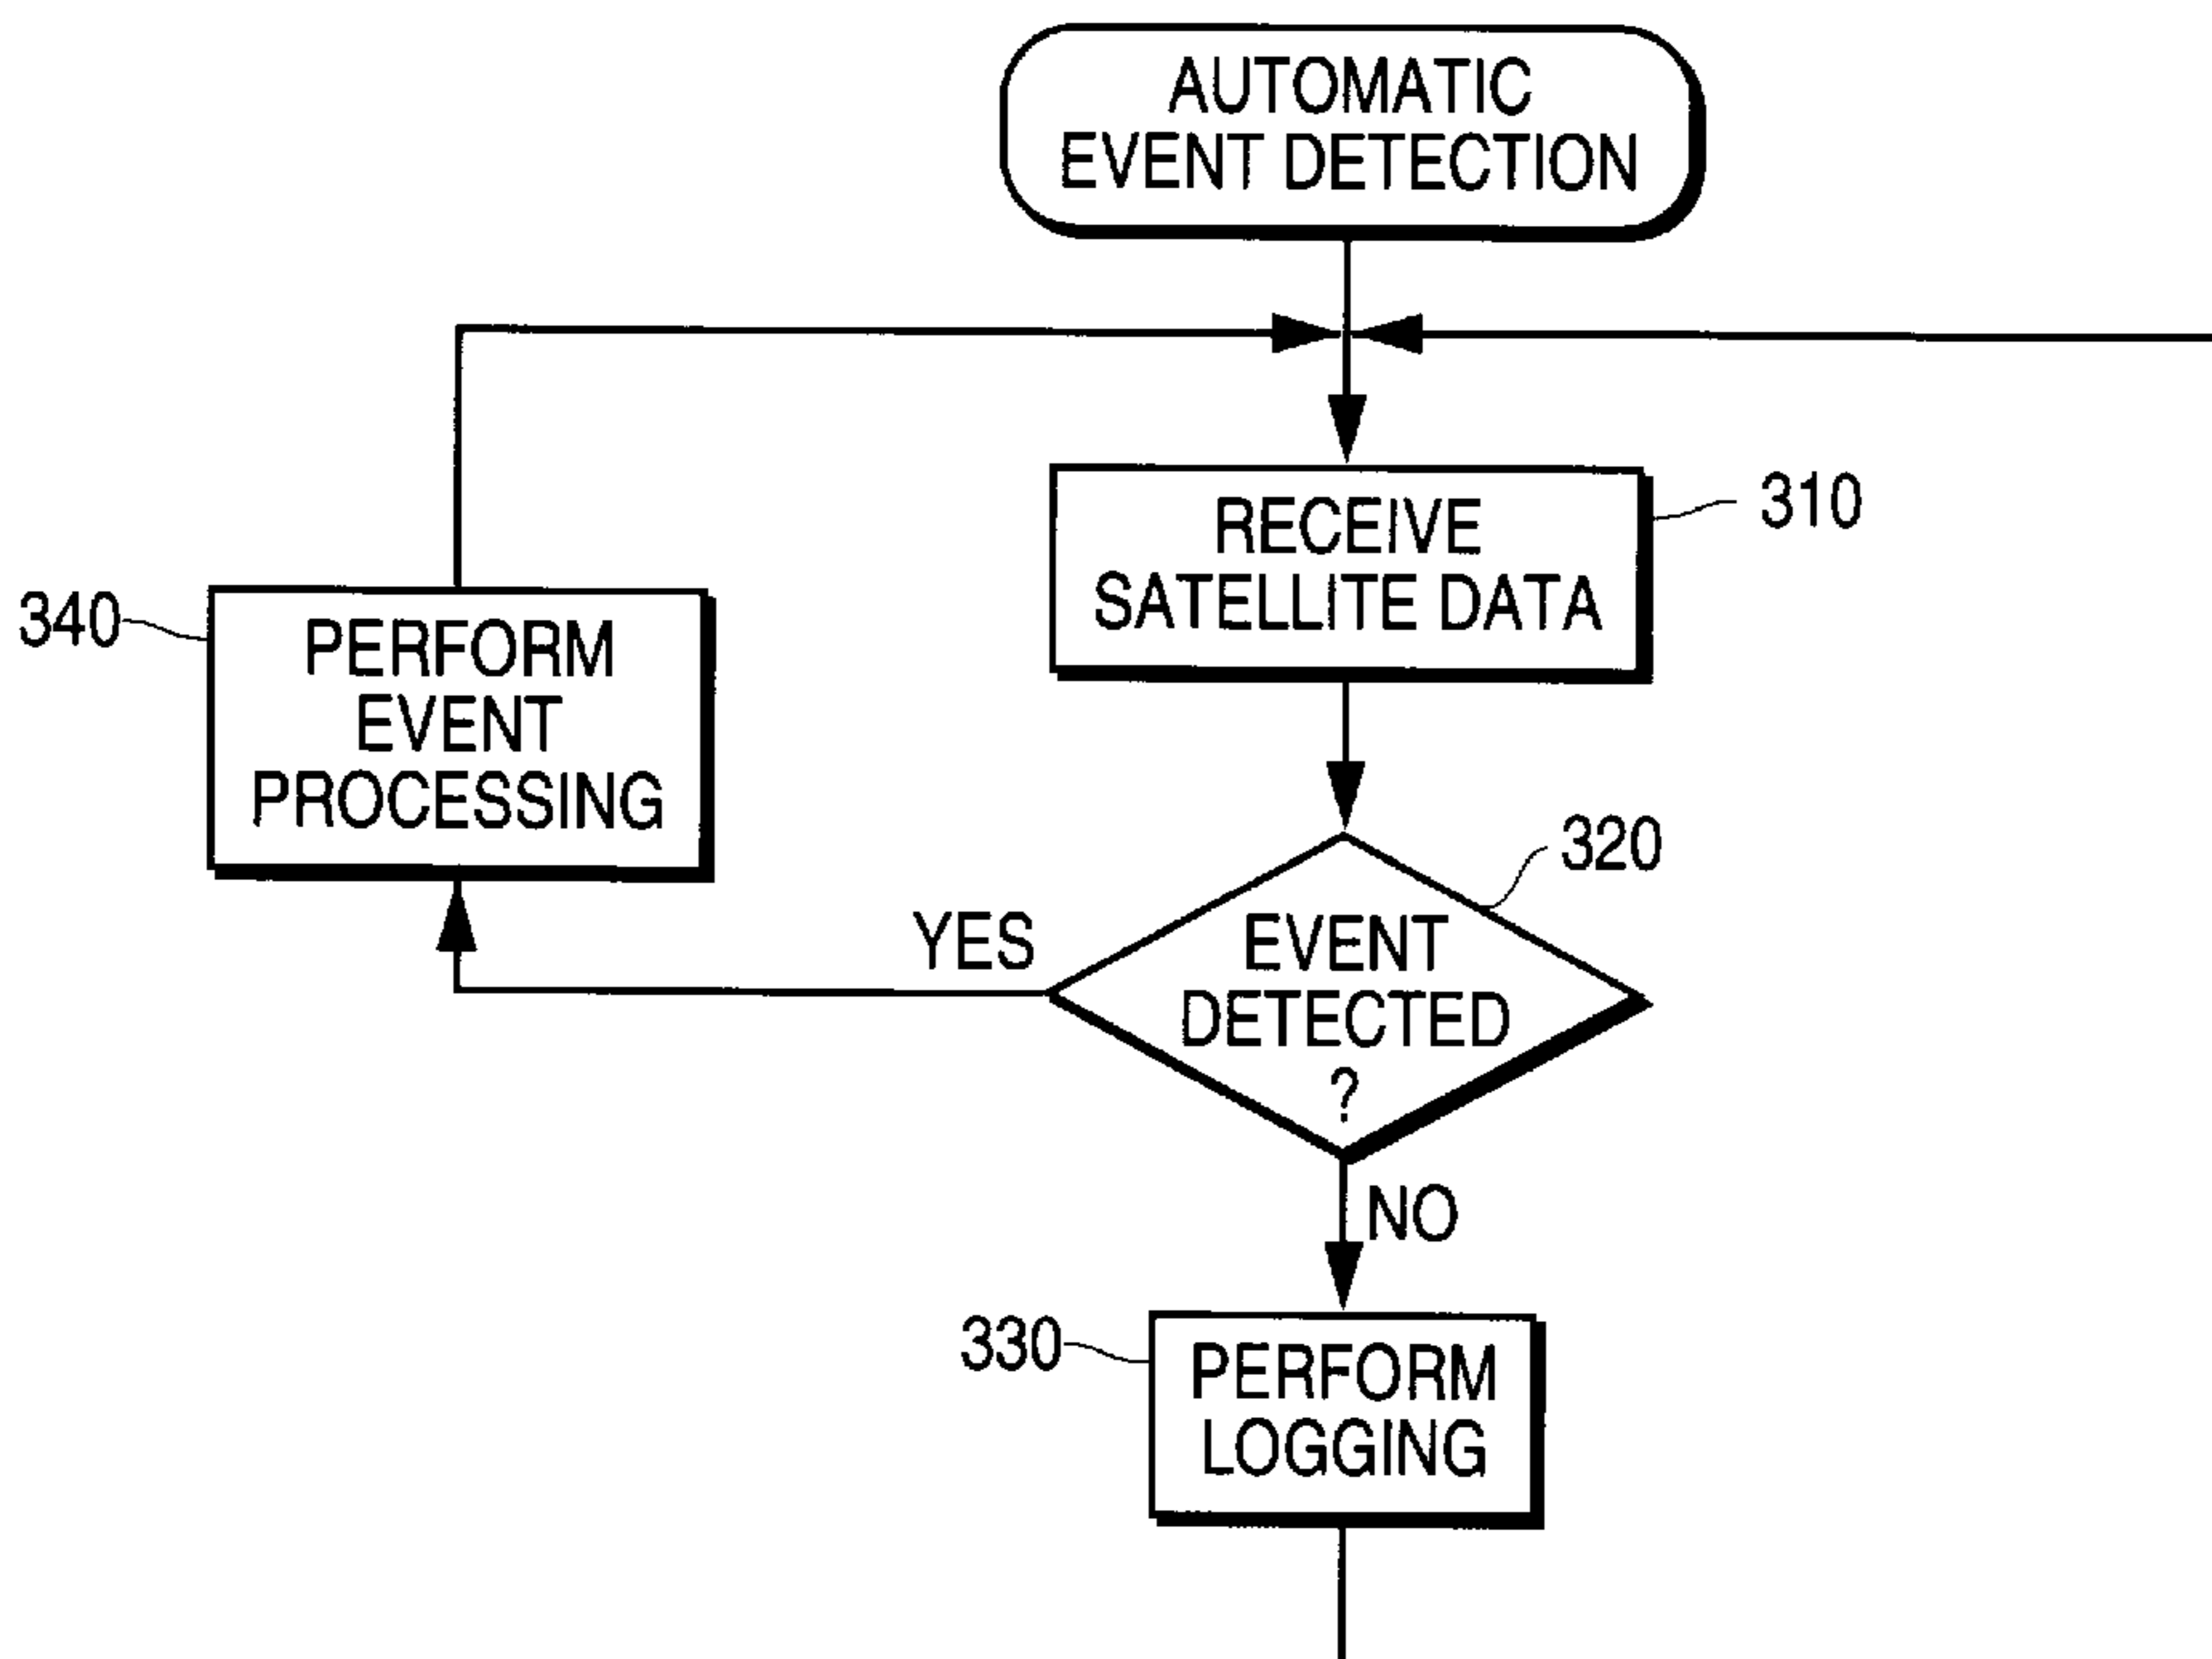 AUTOMATIC
EVENT DETECTION
RECEIVE
SATELLITE DATA
310
340
PERFORM
EVENT
PROCESSING
320
YES
EVENT
DETECTED
?
NO
330
PERFORM
LOGGING